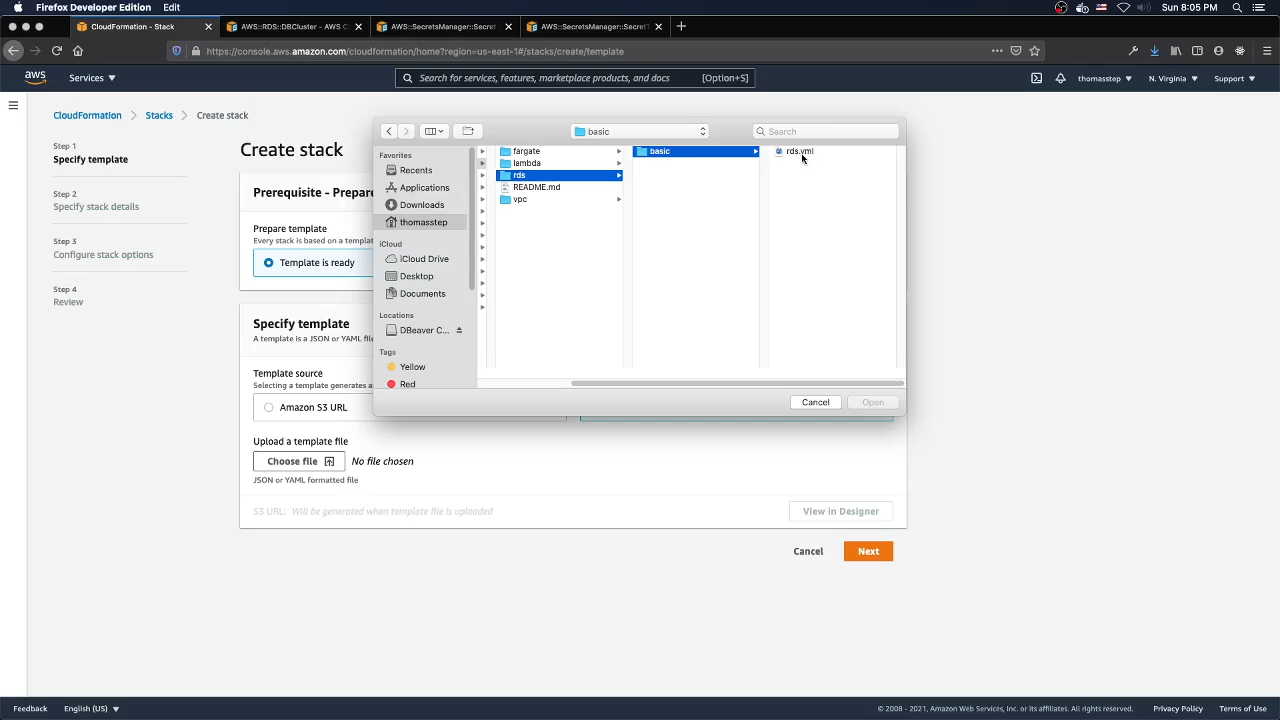 Firefox Developer Edition Edit
Sun 8:05 PM
CloudFormation - Stack
AWS::RDS::DBCluster - AWS C
AWS::SecretsManager::Secret
AWS::SecretsManager::SecretT
https://console.aws.amazon.com/cloudformation/home?region=us-east-1#/stacks/create/template
aws
Services
Search for services, features, marketplace products, and docs [Option+S]
thomasstep
N. Virginia
Support
CloudFormation
Stacks
Create stack
Step 1
Specify template
Step 2
Specify stack details
Step 3
Configure stack options
Step 4
Review
Create stack
Prerequisite - Prepare
Prepare template
Every stack is based on a templat
Template is ready
Specify template
A template is a JSON or YAML file
Template source
Selecting a template generates a
Amazon S3 URL
Upload a template file
Choose file
No file chosen
JSON or YAML formatted file
S3 URL: Will be generated when template file is uploaded
View in Designer
Cancel
Next
basic
Search
Favorites
Recents
Applications
Downloads
thomasstep
iCloud
iCloud Drive
Desktop
Documents
Locations
DBeaver C...
Tags
Yellow
Red
fargate
lambda
rds
README.md
vpc
basic
rds.yml
Cancel
Open
Feedback
English (US)
© 2008 - 2021, Amazon Web Services, Inc. or its affiliates. All rights reserved.
Privacy Policy
Terms of Use